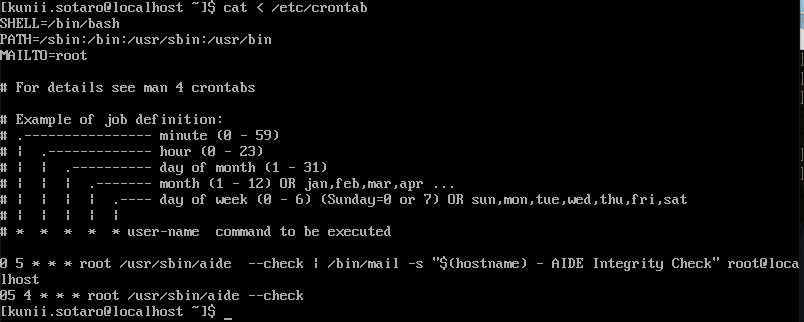 [kunii.sotaro@localhost ~]$ cat < /etc/crontab
SHELL=/bin/bash
PATH=/sbin:/bin:/usr/sbin:/usr/bin
MAILTO=root

# For details see man 4 crontabs

# Example of job definition:
# .---------------- minute (0 - 59)
# |  .------------- hour (0 - 23)
# |  |  .---------- day of month (1 - 31)
# |  |  |  .------- month (1 - 12) OR jan,feb,mar,apr ...
# |  |  |  |  .---- day of week (0 - 6) (Sunday=0 or 7) OR sun,mon,tue,wed,thu,fri,sat
# |  |  |  |  |
# *  *  *  *  * user-name  command to be executed

0 5 * * * root /usr/sbin/aide  --check | /bin/mail -s "$(hostname) - AIDE Integrity Check" root@loca
lhost
05 4 * * * root /usr/sbin/aide --check
[kunii.sotaro@localhost ~]$ _